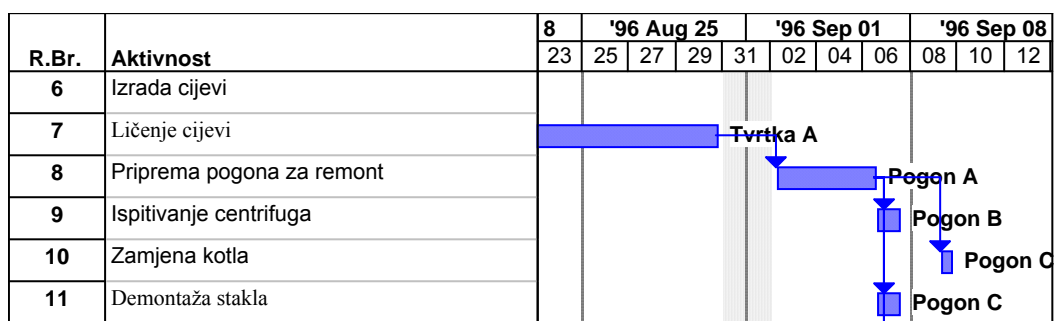 8 '96 Aug 25 '96 Sep 01 '96 Sep 08
R.Br. Aktivnost 23 25 27 29 31 02 04 06 08 10 12
6 Izrada cijevi
7 Ličenje cijevi Tvrtka A
8 Priprema pogona za remont Pogon A
9 Ispitivanje centrifuga Pogon B
10 Zamjena kotla Pogon C
11 Demontaža stakla Pogon C